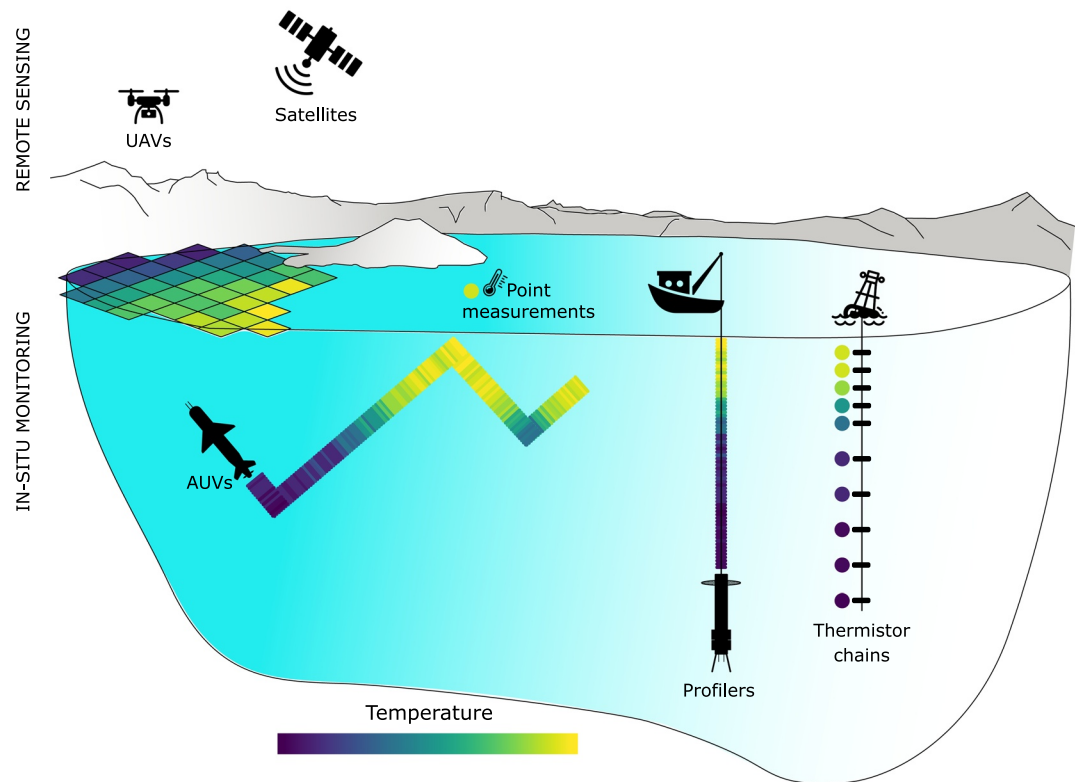 REMOTE SENSING
Satellites
UAVs
IN-SITU MONITORING
Point
measurements
AUVs
Thermistor
chains
Profilers
Temperature